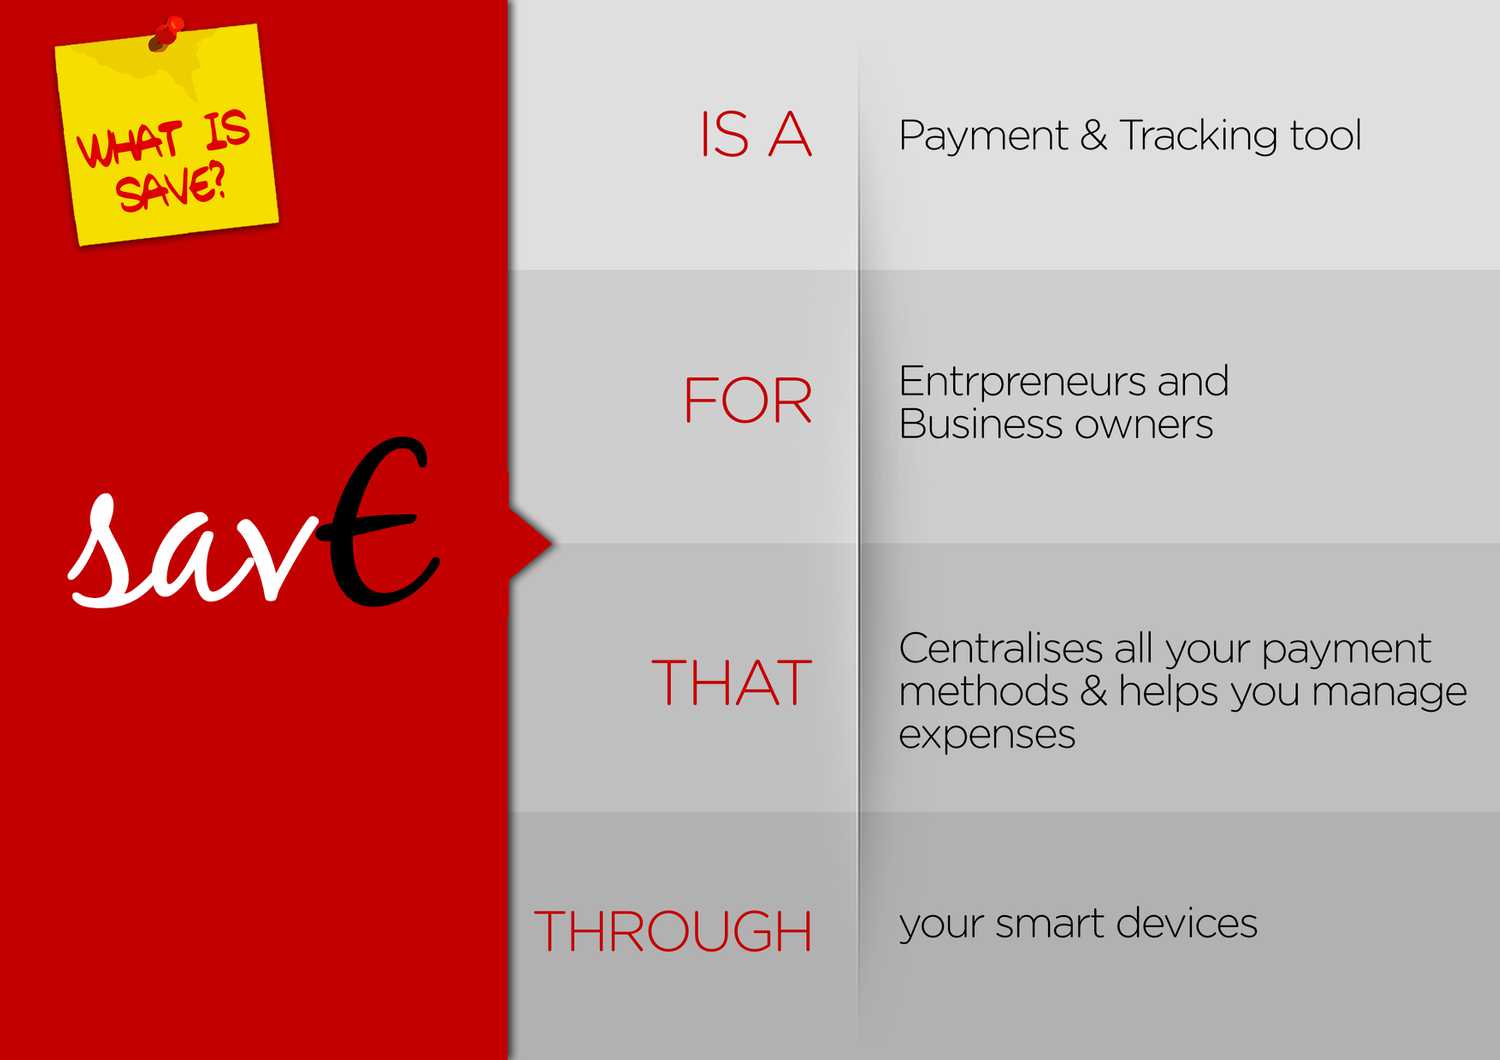 WHAT IS
SAVE?
sav€
IS A
Payment & Tracking tool
FOR
Entrpreneurs and
Business owners
THAT
Centralises all your payment
methods & helps you manage
expenses
THROUGH
your smart devices